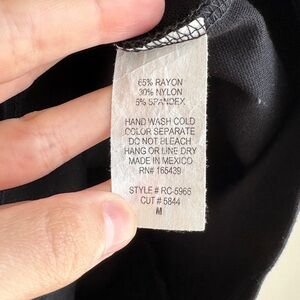 65% RAYON
30% NYLON
5% SPANDEX
HAND WASH COLD
COLOR SEPARATE
DO NOT BLEACH
HANG OR LINE DRY
MADE IN MEXICO
RN# 165439
STYLE # RC-5966
CUT # 5844
M